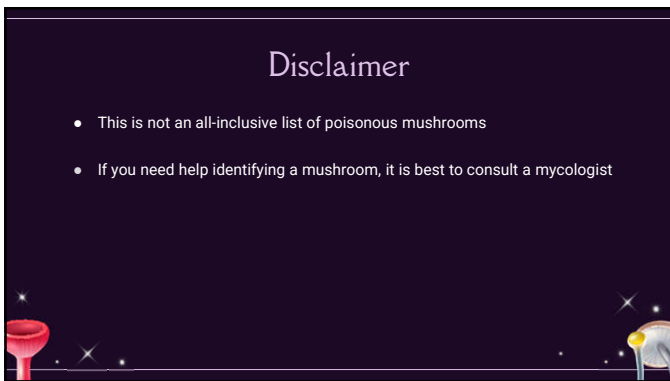 Disclaimer
● This is not an all-inclusive list of poisonous mushrooms
● If you need help identifying a mushroom, it is best to consult a mycologist